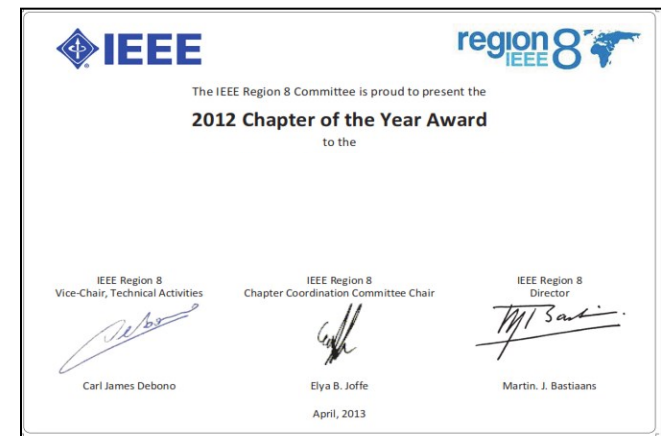 IEEE
region 8
IEEE
The IEEE Region 8 Committee is proud to present the
2012 Chapter of the Year Award
to the
IEEE Region 8
Vice-Chair, Technical Activities
IEEE Region 8
Chapter Coordination Committee Chair
IEEE Region 8
Director
Carl James Debono
Elya B. Joffe
Martin. J. Bastiaans
April, 2013